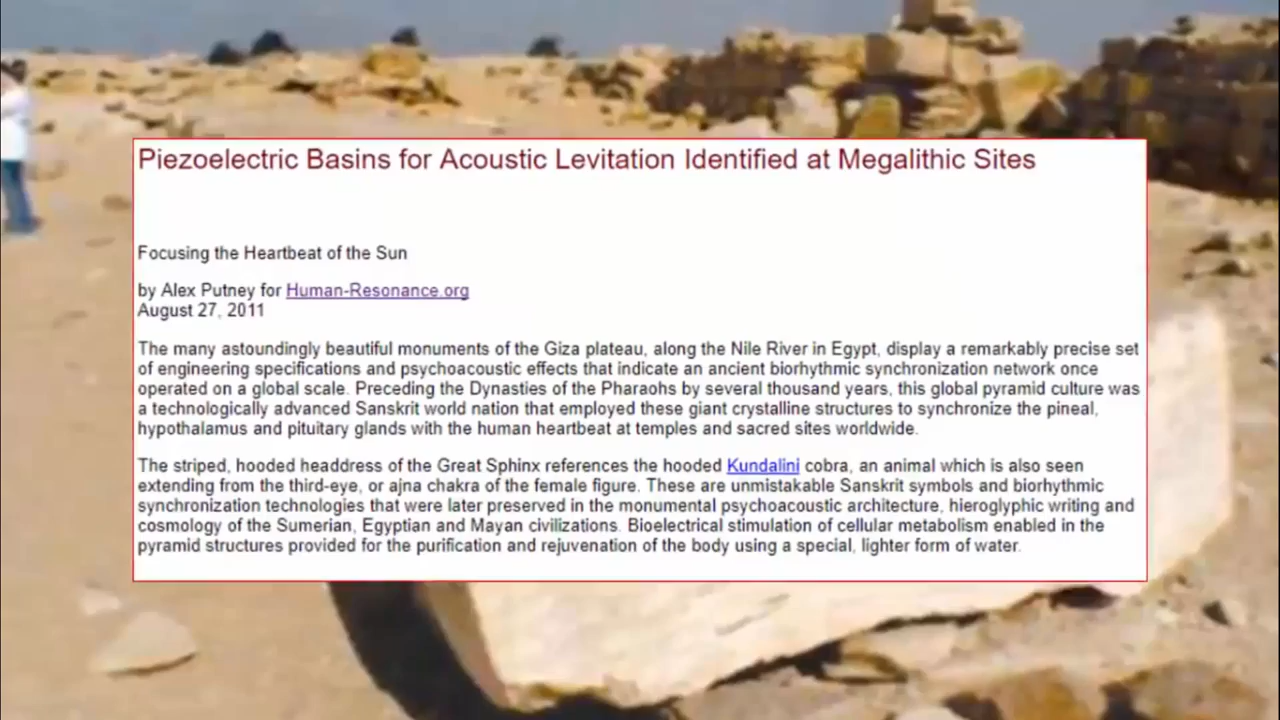 Piezoelectric Basins for Acoustic Levitation Identified at Megalithic Sites
Focusing the Heartbeat of the Sun
by Alex Putney for Human-Resonance.org
August 27, 2011
The many astoundingly beautiful monuments of the Giza plateau, along the Nile River in Egypt, display a remarkably precise set
of engineering specifications and psychoacoustic effects that indicate an ancient biorhythmic synchronization network once
operated on a global scale. Preceding the Dynasties of the Pharaohs by several thousand years, this global pyramid culture was
a technologically advanced Sanskrit world nation that employed these giant crystalline structures to synchronize the pineal,
hypothalamus and pituitary glands with the human heartbeat at temples and sacred sites worldwide.
The striped, hooded headdress of the Great Sphinx references the hooded Kundalini cobra, an animal which is also seen
extending from the third-eye, or ajna chakra of the female figure. These are unmistakable Sanskrit symbols and biorhythmic
synchronization technologies that were later preserved in the monumental psychoacoustic architecture, hieroglyphic writing and
cosmology of the Sumerian, Egyptian and Mayan civilizations. Bioelectrical stimulation of cellular metabolism enabled in the
pyramid structures provided for the purification and rejuvenation of the body using a special, lighter form of water.